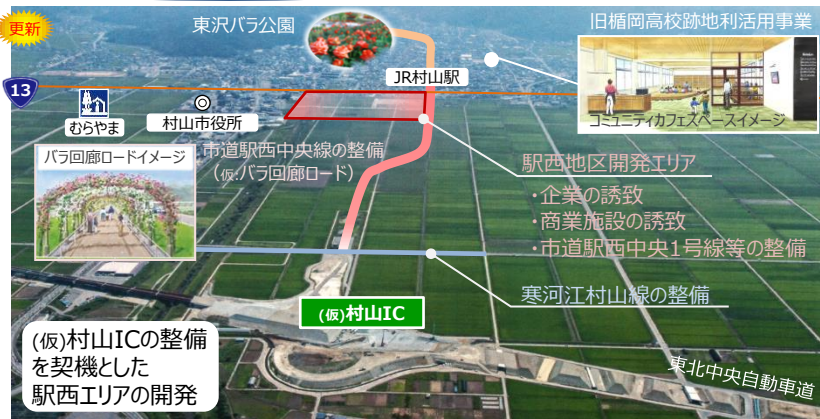 更新
東沢バラ公園
旧楯岡高校跡地利活用事業
JR村山駅
13
むらやま
村山市役所
コミュニティカフェスペースイメージ
バラ回廊ロードイメージ
市道駅西中央線の整備
(仮:バラ回廊ロード)
駅西地区開発エリア
・企業の誘致
・商業施設の誘致
・市道駅西中央1号線等の整備
寒河江村山線の整備
(仮)村山IC
(仮)村山ICの整備
を契機とした
駅西エリアの開発
東北中央自動車道